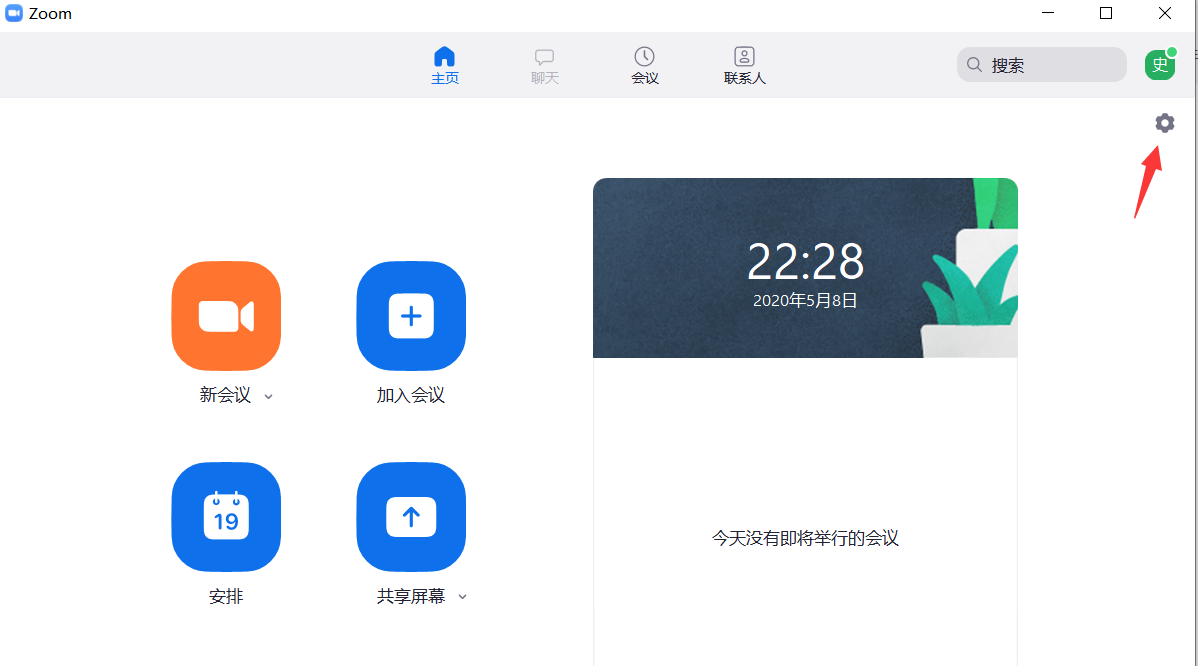 Zoom
主页
聊天
会议
联系人
搜索
史
22:28
2020年5月8日
新会议
加入会议
19
安排
共享屏幕
今天没有即将举行的会议